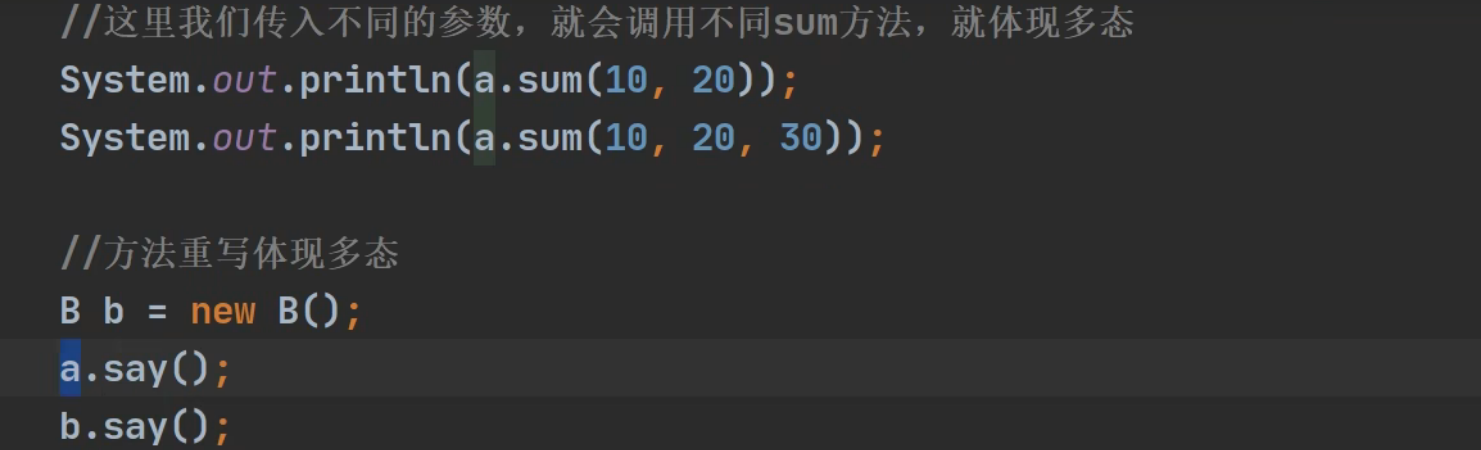 //这里我们传入不同的参数，就会调用不同sum方法，就体现多态
System.out.println(a.sum(10, 20));
System.out.println(a.sum(10, 20, 30));
//方法重写体现多态
B b = new B();
a.say();
b.say();